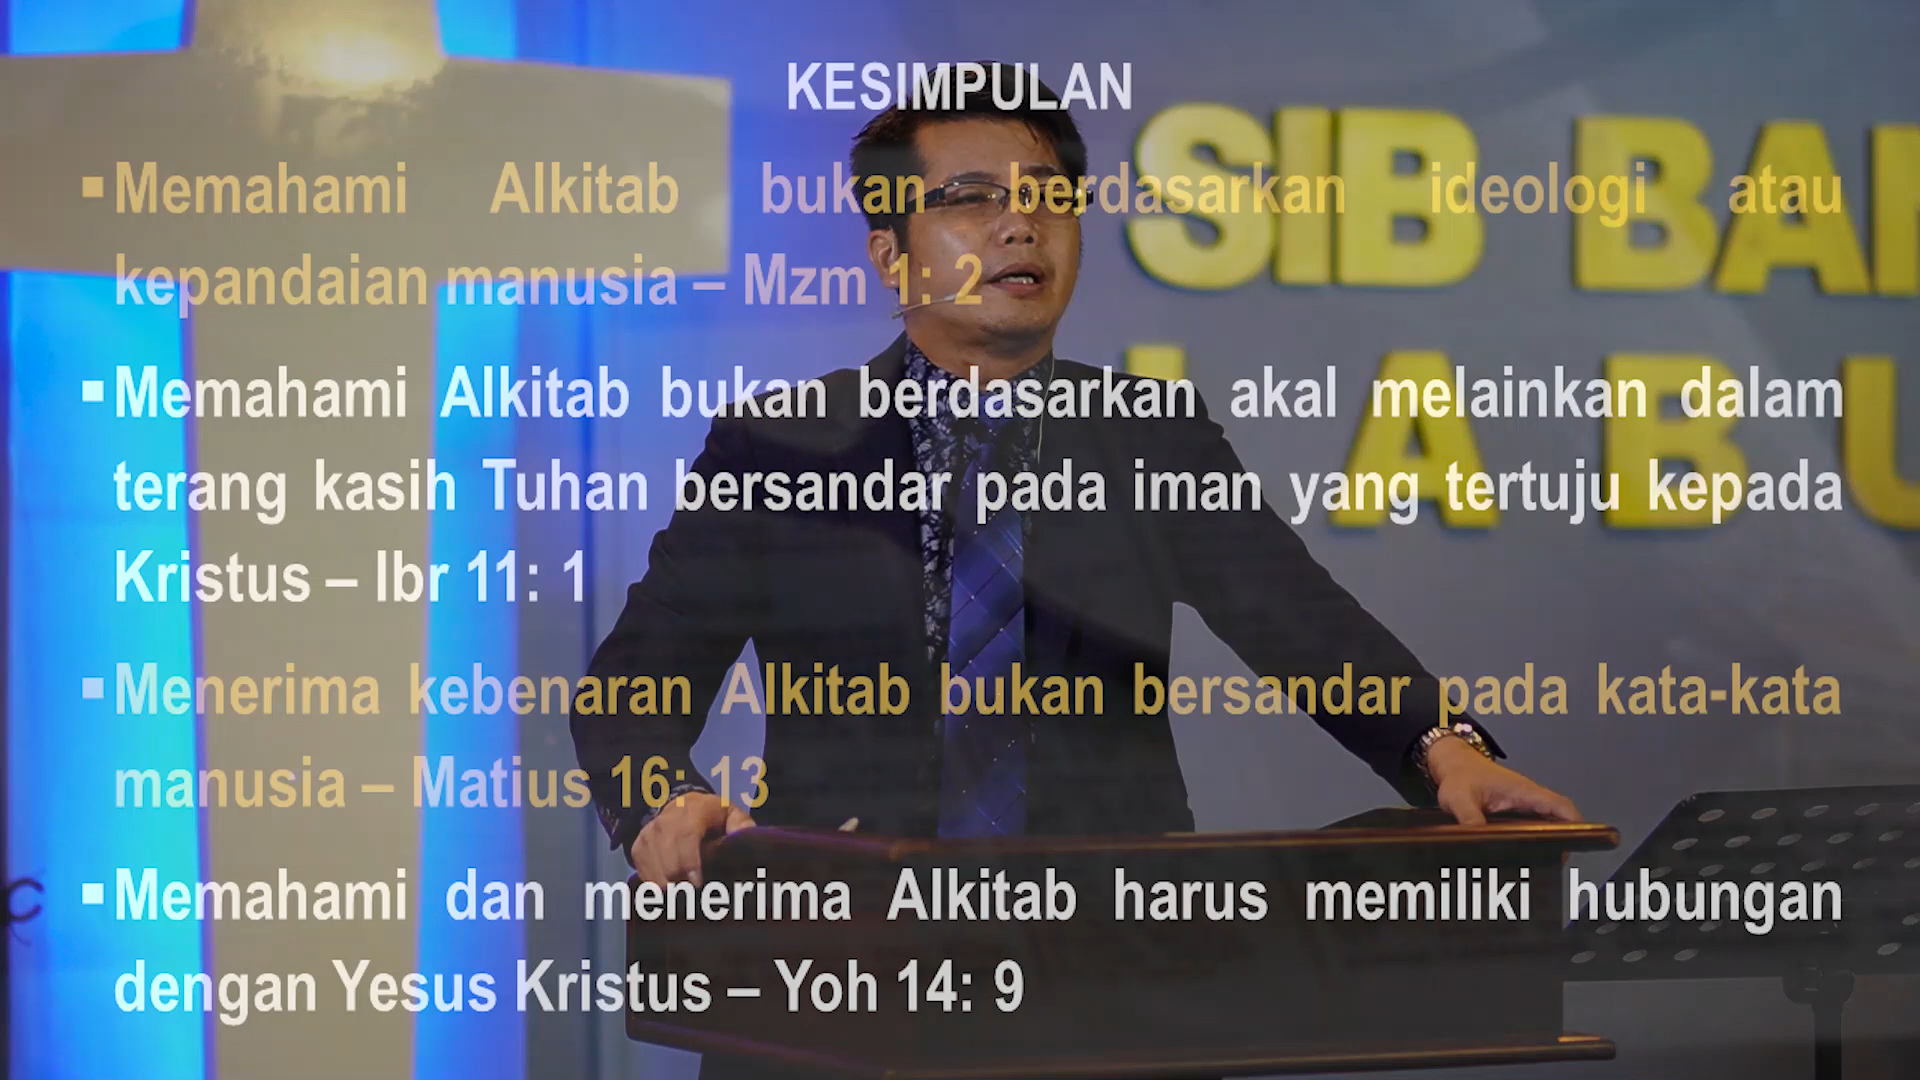 KESIMPULAN
▪ Memahami Alkitab bukan berdasarkan ideologi atau
kepandaian manusia – Mzm 1: 2
▪ Memahami Alkitab bukan berdasarkan akal melainkan dalam
terang kasih Tuhan bersandar pada iman yang tertuju kepada
Kristus – Ibr 11: 1
▪ Menerima kebenaran Alkitab bukan bersandar pada kata-kata
manusia – Matius 16: 13
▪ Memahami dan menerima Alkitab harus memiliki hubungan
dengan Yesus Kristus – Yoh 14: 9
SIB